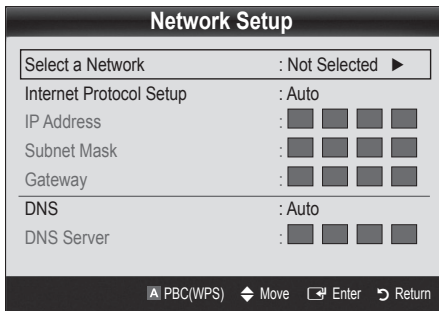 Network Setup
Select a Network : Not Selected ►
Internet Protocol Setup : Auto
IP Address :
Subnet Mask :
Gateway :
DNS : Auto
DNS Server :
A PBC(WPS) Move Enter Return